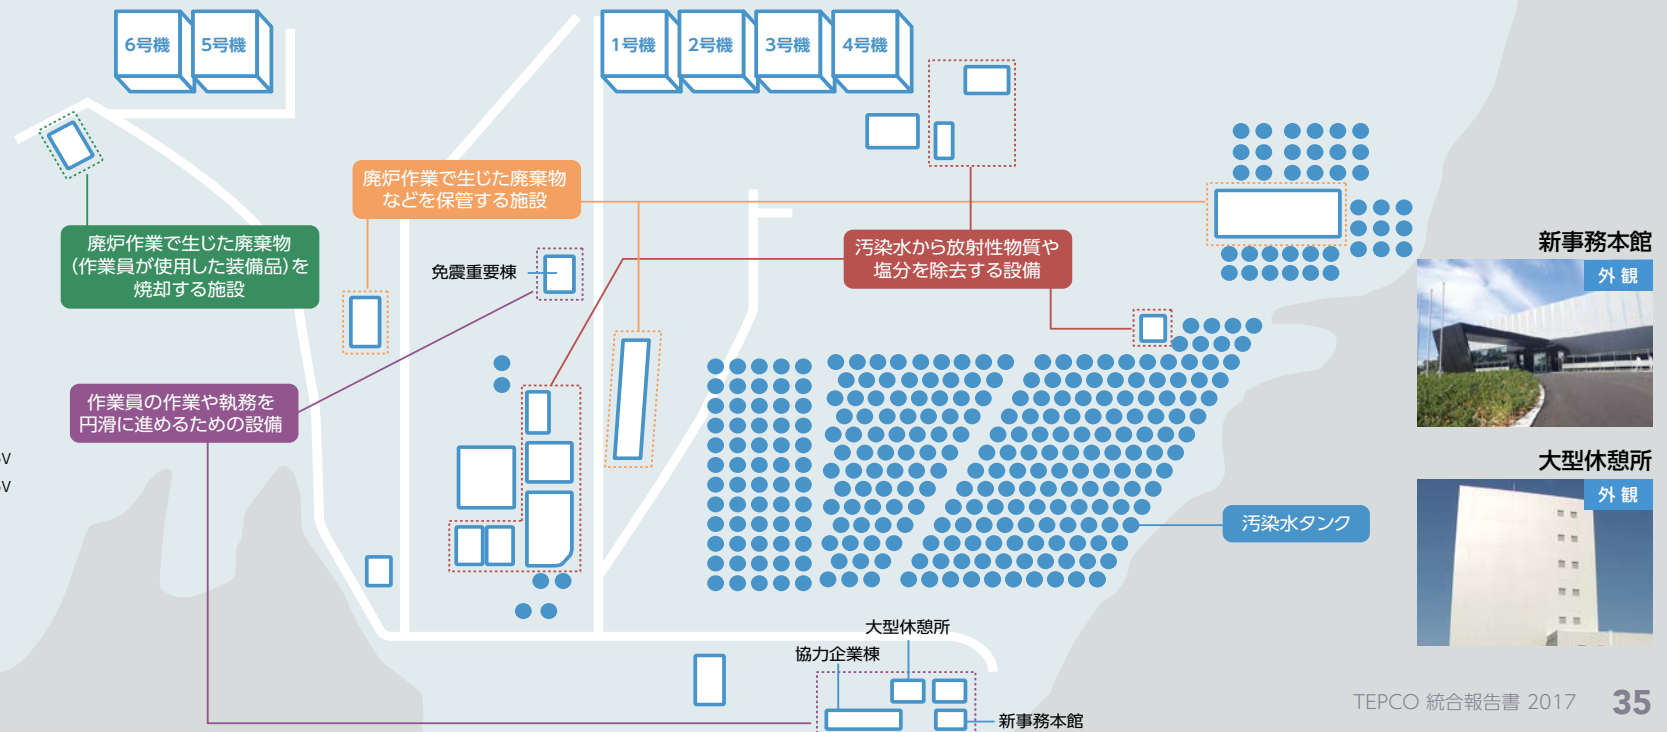 6号機
5号機
1号機
2号機
3号機
4号機
廃炉作業で生じた廃棄物
などを保管する施設
廃炉作業で生じた廃棄物
(作業員が使用した装備品)を
焼却する施設
免震重要棟
汚染水から放射性物質や
塩分を除去する設備
新事務本館
外観
作業員の作業や執務を
円滑に進めるための設備
大型休憩所
外観
汚染水タンク
大型休憩所
協力企業棟
新事務本館
TEPCO 統合報告書 2017 35